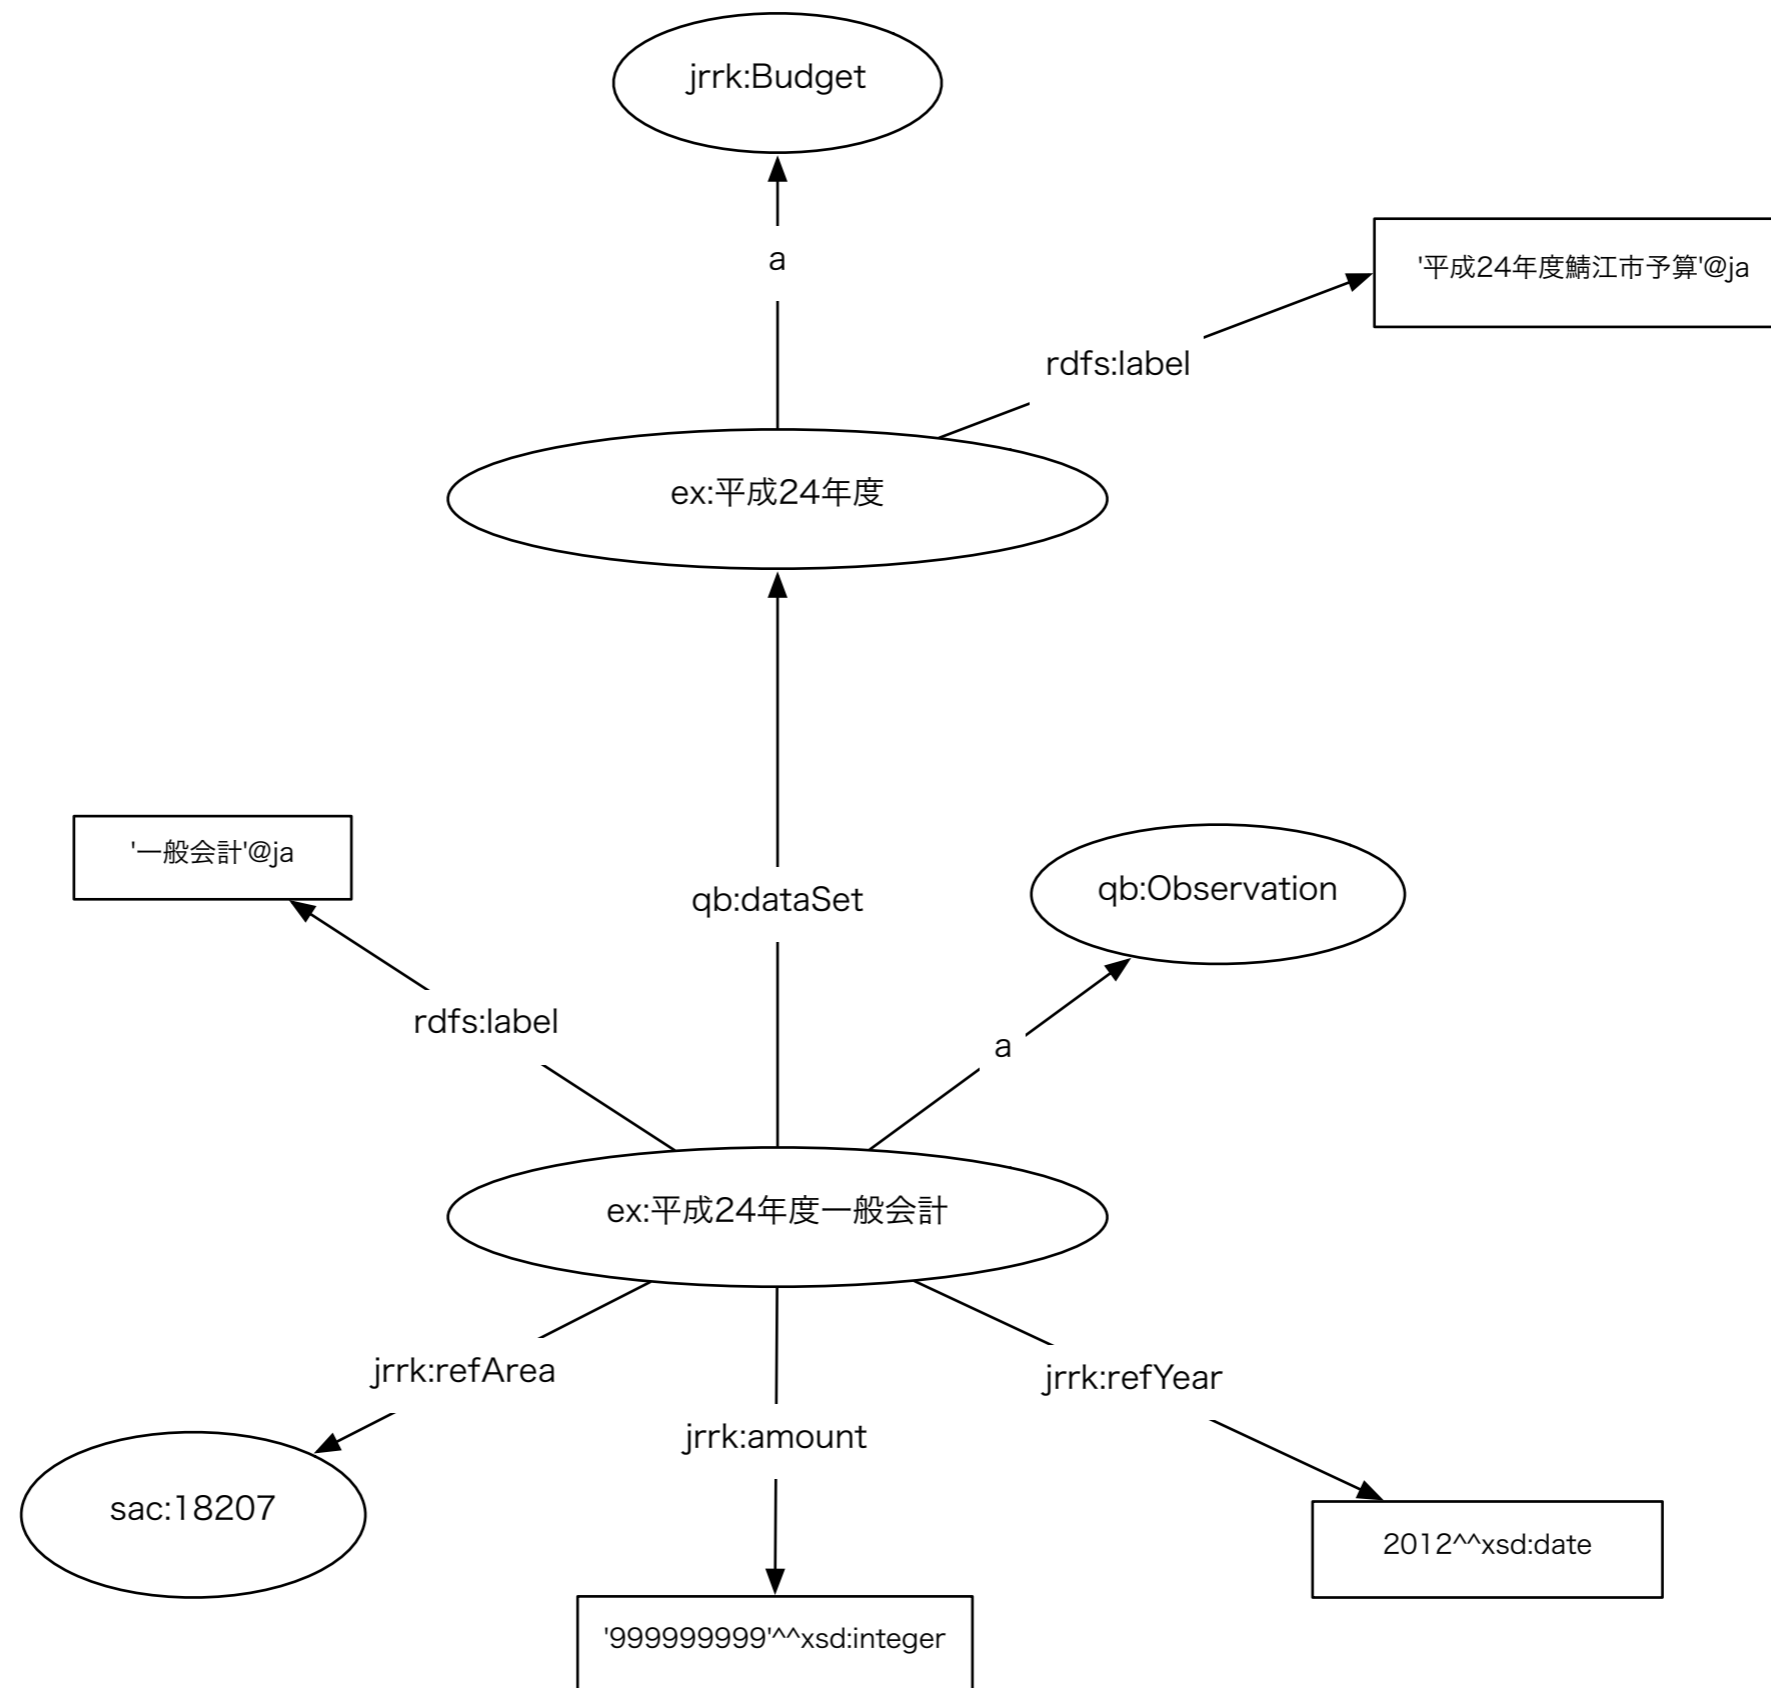 jrrk:Budget
a
'平成24年度鯖江市予算'@ja
rdfs:label
ex:平成24年度
'一般会計'@ja
qb:dataSet
qb:Observation
rdfs:label
a
ex:平成24年度一般会計
jrrk:refArea
jrrk:refYear
jrrk:amount
sac:18207
2012^^xsd:date
'999999999'^^xsd:integer